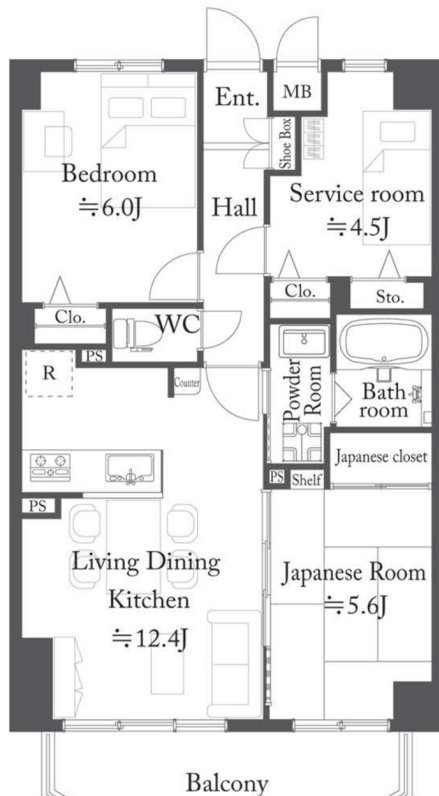 Ent.
MB
Shoe Box
Bedroom
≒6.0J
Hall
Service room
≒4.5J
Clo.
WC
Clo.
Sto.
PS
R
Counter
Powder
Room
Bath
room
PS
PS
Shelf
Japanese closet
Living Dining
Kitchen
≒12.4J
Japanese Room
≒5.6J
Balcony